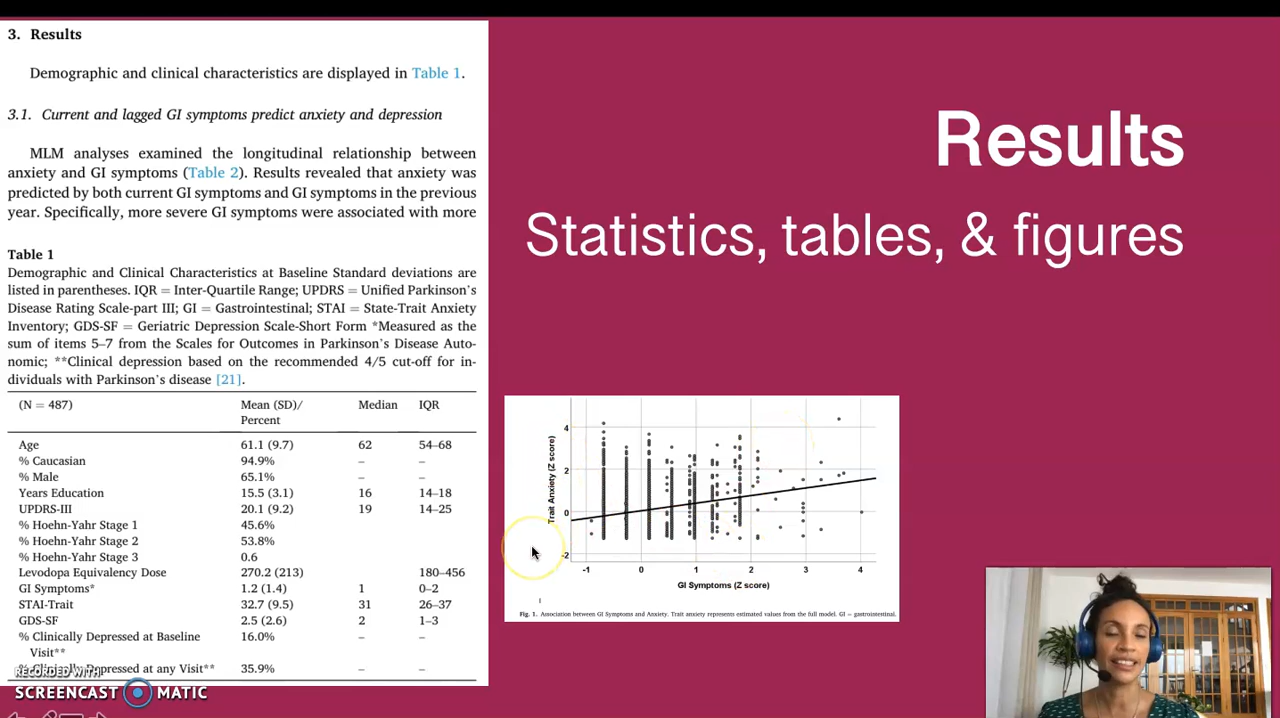 3. Results
Demographic and clinical characteristics are displayed in Table 1.
3.1. Current and lagged GI symptoms predict anxiety and depression
MLM analyses examined the longitudinal relationship between
anxiety and GI symptoms (Table 2). Results revealed that anxiety was
predicted by both current GI symptoms and GI symptoms in the previous
year. Specifically, more severe GI symptoms were associated with more
Table 1
Demographic and Clinical Characteristics at Baseline Standard deviations are
listed in parentheses. IQR = Inter-Quartile Range; UPDRS = Unified Parkinson's
Disease Rating Scale-part III; GI = Gastrointestinal; STAI = State-Trait Anxiety
Inventory; GDS-SF = Geriatric Depression Scale-Short Form *Measured as the
sum of items 5–7 from the Scales for Outcomes in Parkinson's Disease Auto-
nomic; **Clinical depression based on the recommended 4/5 cut-off for in-
dividuals with Parkinson's disease [21].
(N = 487) Mean (SD)/ Median IQR
Percent
Age 61.1 (9.7) 62 54–68
% Caucasian 94.9% – –
% Male 65.1% – –
Years Education 15.5 (3.1) 16 14–18
UPDRS-III 20.1 (9.2) 19 14–25
% Hoehn-Yahr Stage 1 45.6%
% Hoehn-Yahr Stage 2 53.8%
% Hoehn-Yahr Stage 3 0.6
Levodopa Equivalency Dose 270.2 (213) 180–456
GI Symptoms* 1.2 (1.4) 1 0–2
STAI-Trait 32.7 (9.5) 31 26–37
GDS-SF 2.5 (2.6) 2 1–3
% Clinically Depressed at Baseline 16.0% – –
Visit**
% Clinically Depressed at any Visit** 35.9% – –
RECORDED WITH
SCREENCAST MATIC
Results
Statistics, tables, & figures
Trait Anxiety (Z score)
4
2
0
-2
-1 0 1 2 3 4
GI Symptoms (Z score)
Fig. 1. Association between GI Symptoms and Anxiety. Trait anxiety represents estimated values from the full model. GI = gastrointestinal.